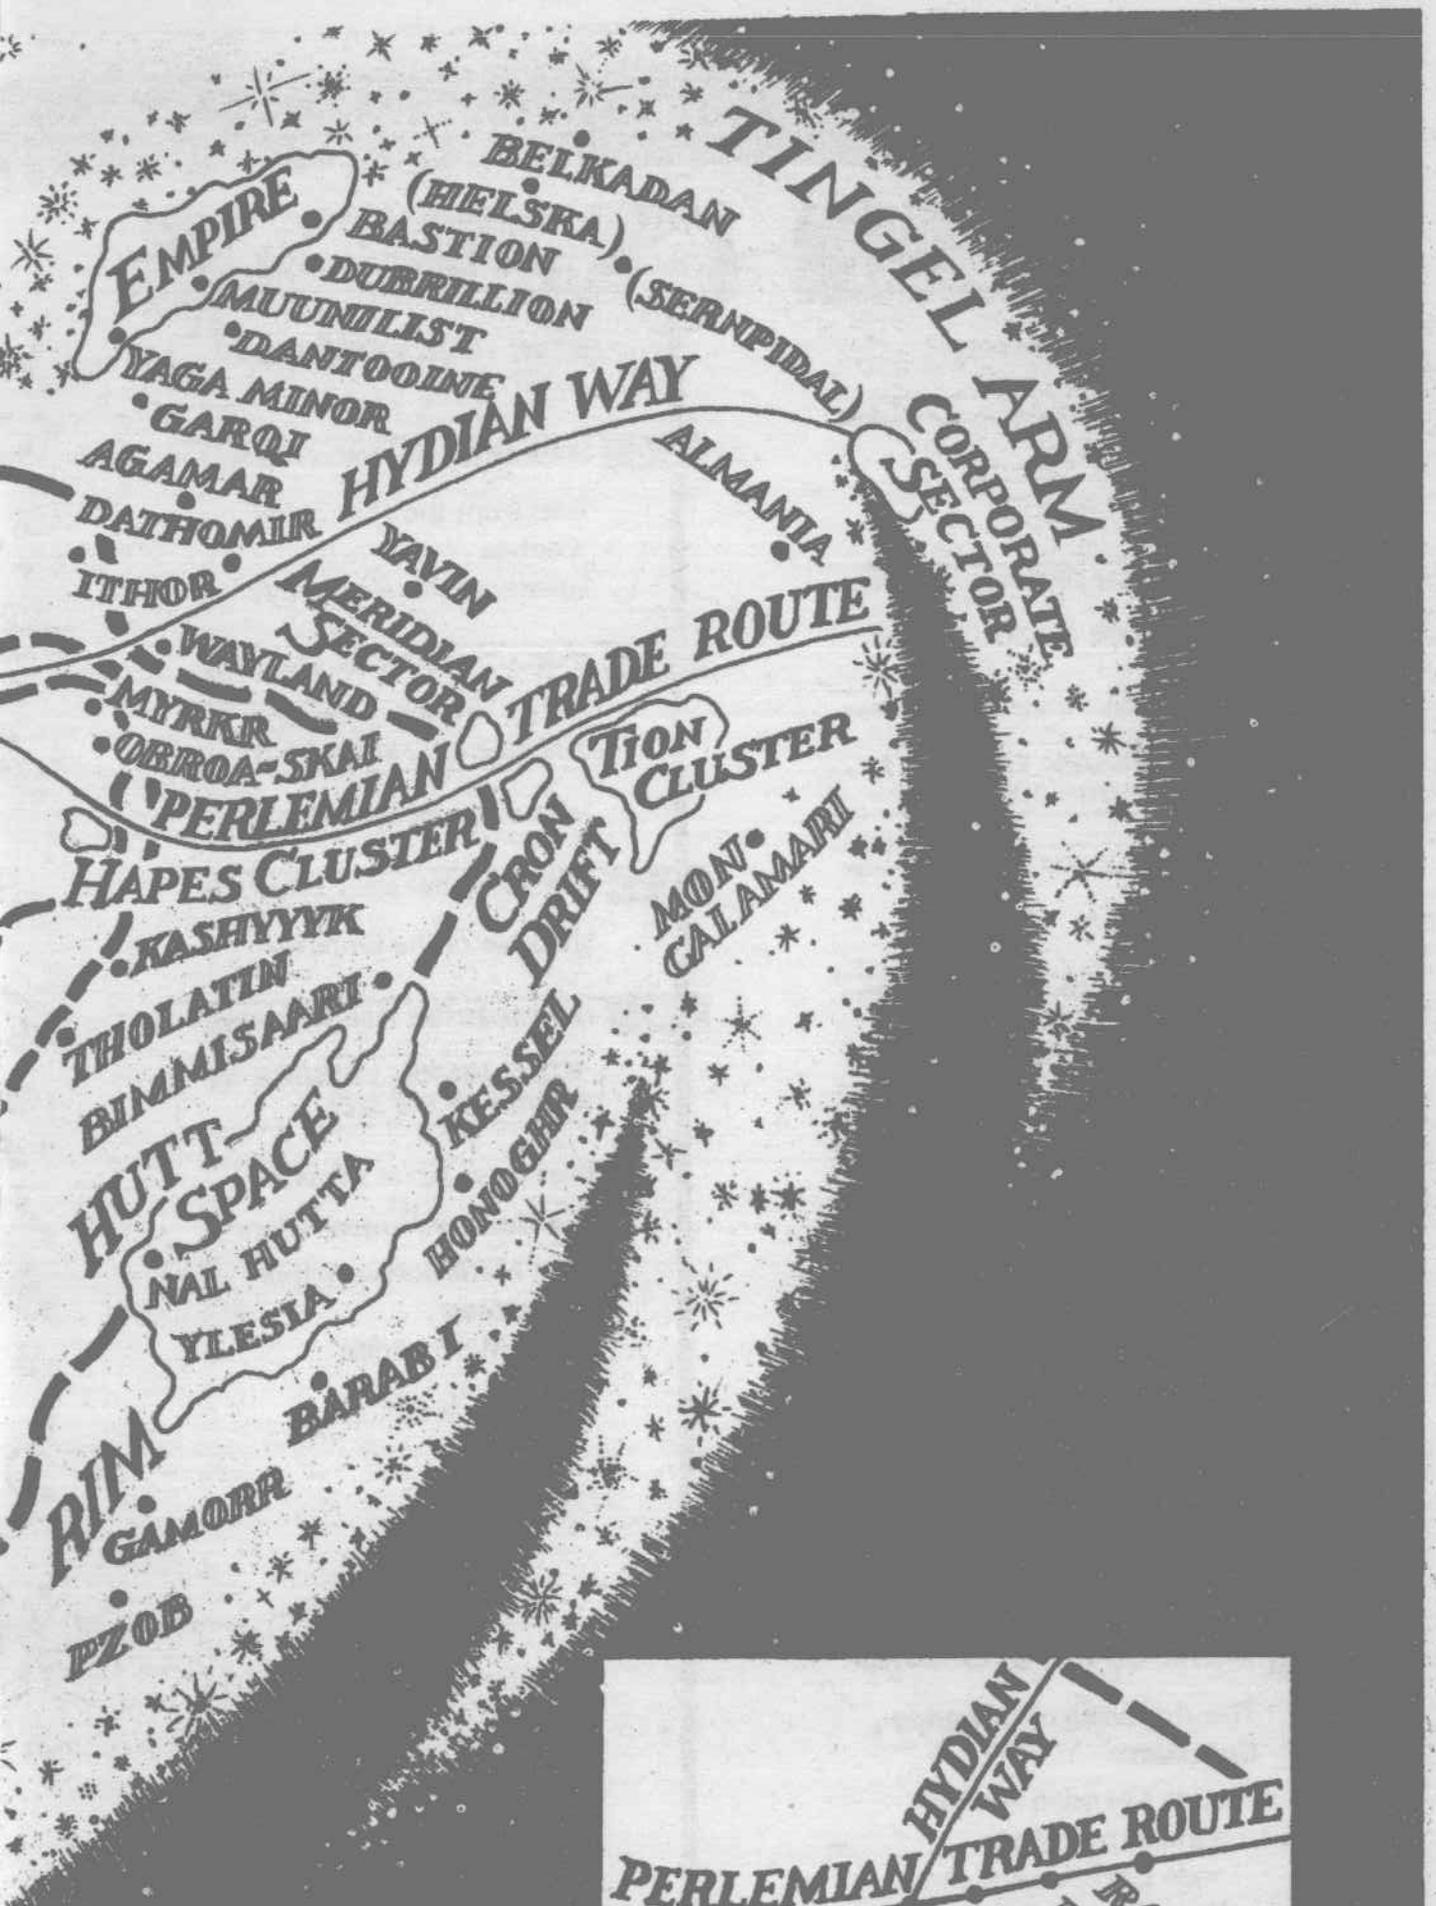 TINGEL ARM
BELKADAN
(HELSKA)
EMPIRE
BASTION
(SERNPIDAL)
DUBRILLION
MUUNILIST
DANTOOINE
YAGA MINOR
GARQI
HYDIAN WAY
CORPORATE
SECTOR
AGAMAR
ALMANIA
DATHOMIR
YAVIN
ITHOR
MERIDIAN
SECTOR
WAYLAND
MYRKR
OBROA-SKAI
PERLEMIAN TRADE ROUTE
TION
CLUSTER
HAPES CLUSTER
CRON
DRIFT
MON
CALAMARI
KASHYYYK
THOLATIN
BIMMISAARI
KESSEL
HUTT
SPACE
HONOGHR
NAL HUTTA
YLESIA
BARAB I
RIM
GAMORR
PZOB
HYDIAN
WAY
PERLEMIAN TRADE ROUTE